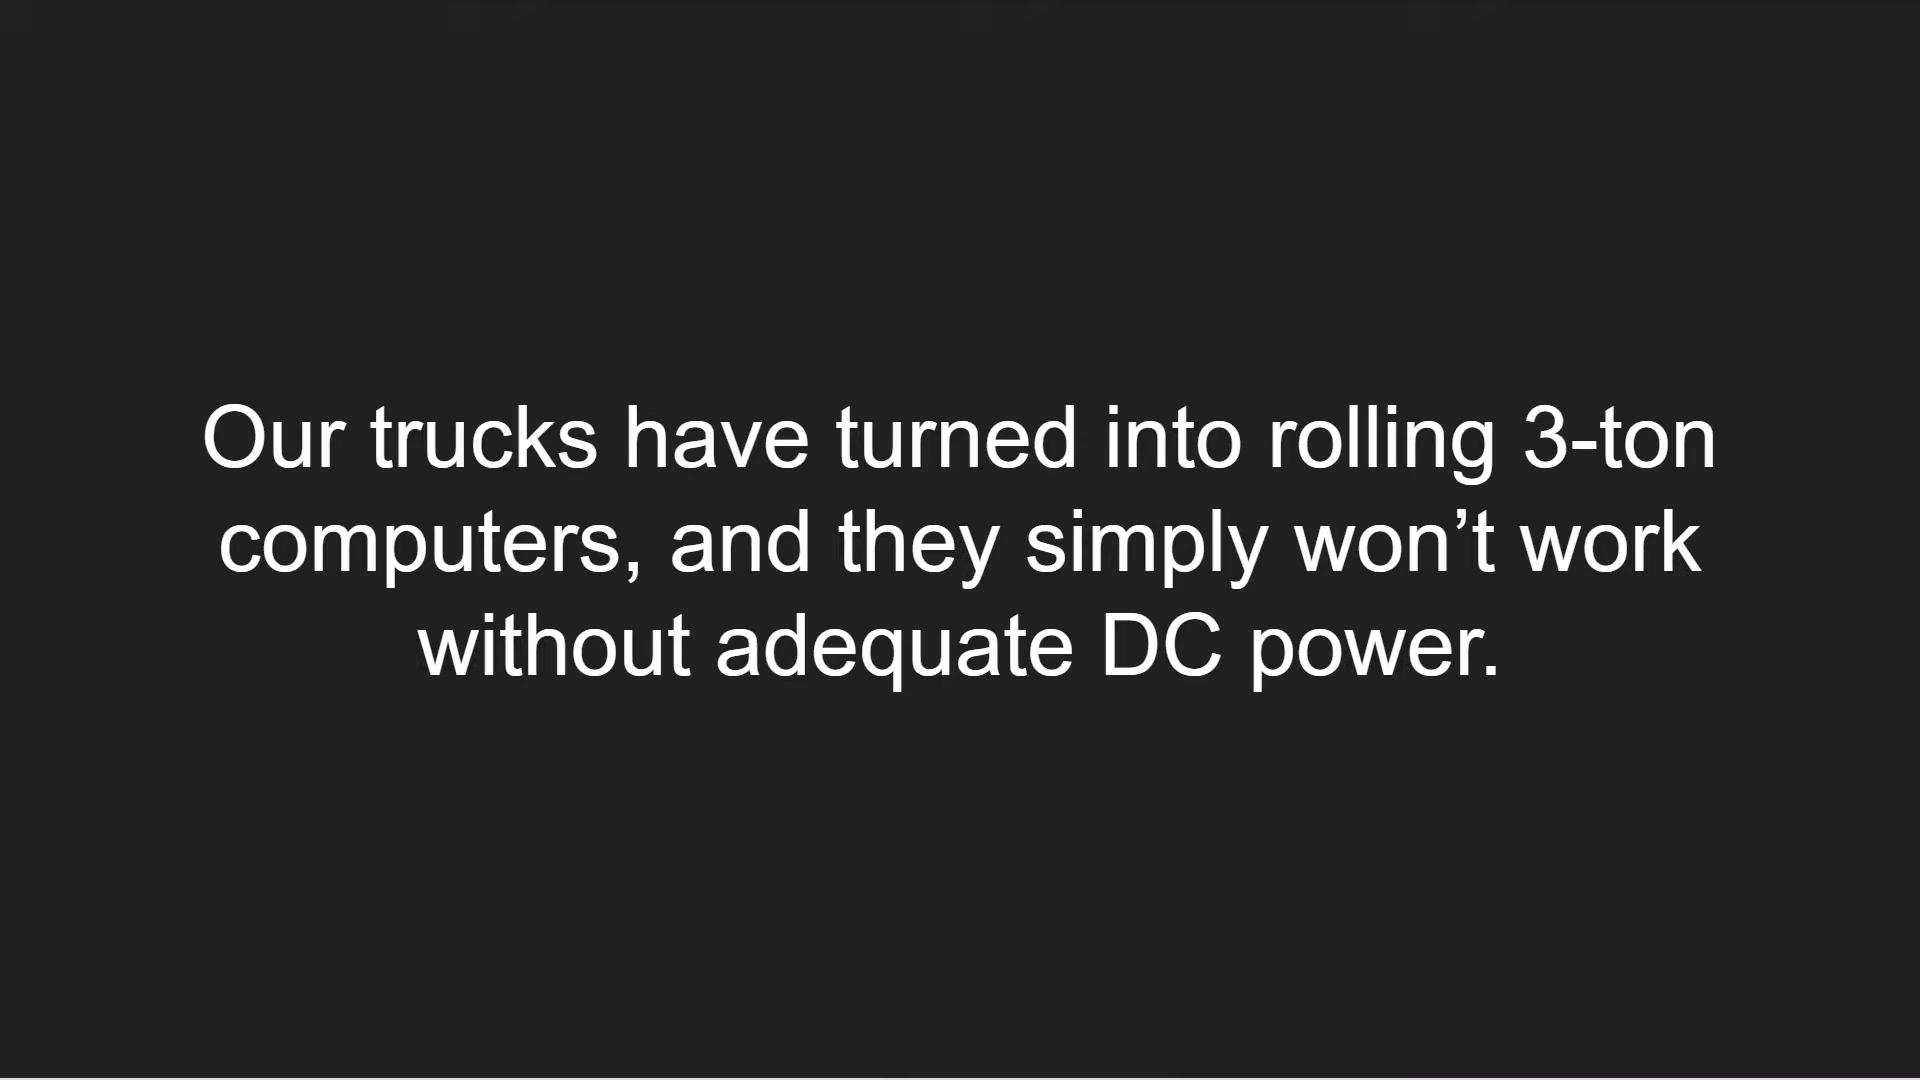 Our trucks have turned into rolling 3-ton
computers, and they simply won’t work
without adequate DC power.